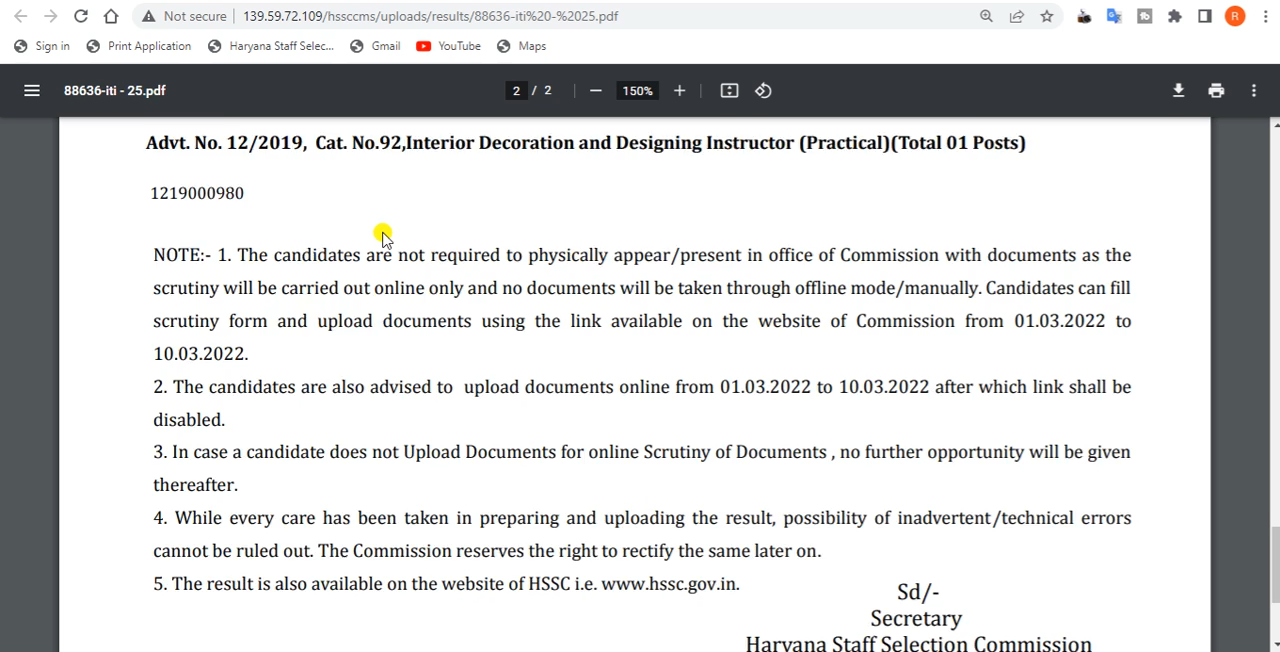 Not secure | 139.59.72.109/hssccms/uploads/results/88636-iti%20-%2025.pdf
R
Sign in Print Application Haryana Staff Selec... Gmail YouTube Maps
88636-iti - 25.pdf 2 / 2 150%
Advt. No. 12/2019, Cat. No.92,Interior Decoration and Designing Instructor (Practical)(Total 01 Posts)
1219000980
NOTE:- 1. The candidates are not required to physically appear/present in office of Commission with documents as the
scrutiny will be carried out online only and no documents will be taken through offline mode/manually. Candidates can fill
scrutiny form and upload documents using the link available on the website of Commission from 01.03.2022 to
10.03.2022.
2. The candidates are also advised to upload documents online from 01.03.2022 to 10.03.2022 after which link shall be
disabled.
3. In case a candidate does not Upload Documents for online Scrutiny of Documents , no further opportunity will be given
thereafter.
4. While every care has been taken in preparing and uploading the result, possibility of inadvertent/technical errors
cannot be ruled out. The Commission reserves the right to rectify the same later on.
5. The result is also available on the website of HSSC i.e. www.hssc.gov.in.
Sd/-
Secretary
Haryana Staff Selection Commission